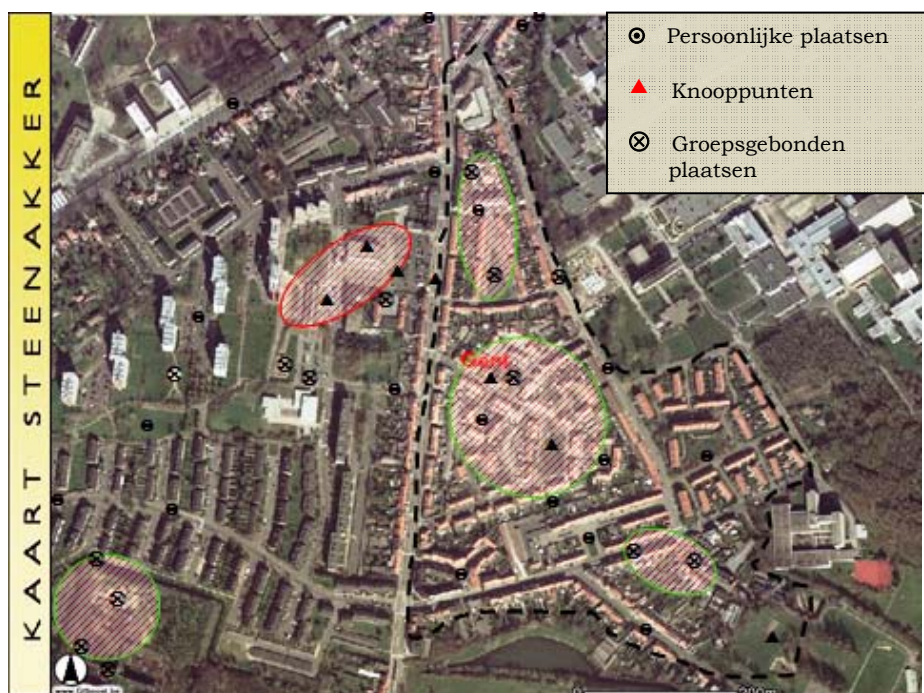 KAART STEENAKKER
Persoonlijke plaatsen
Knooppunten
Groepsgebonden
plaatsen